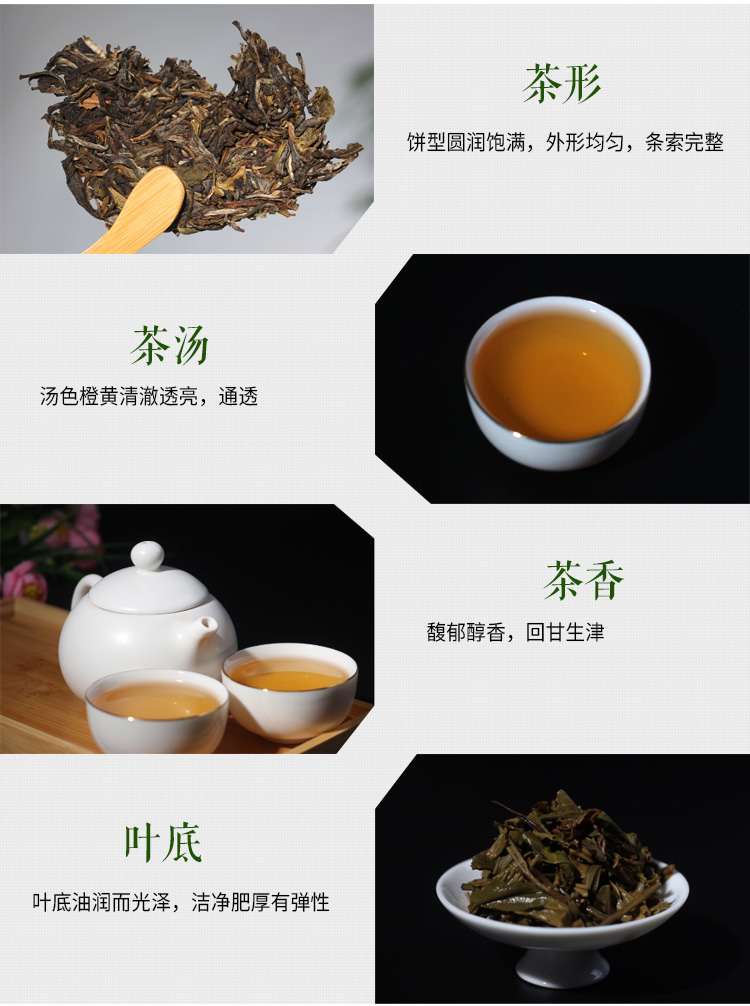 茶形
饼型圆润饱满，外形均匀，条索完整
茶汤
汤色橙黄清澈透亮，通透
茶香
馥郁醇香，回甘生津
叶底
叶底油润而光泽，洁净肥厚有弹性